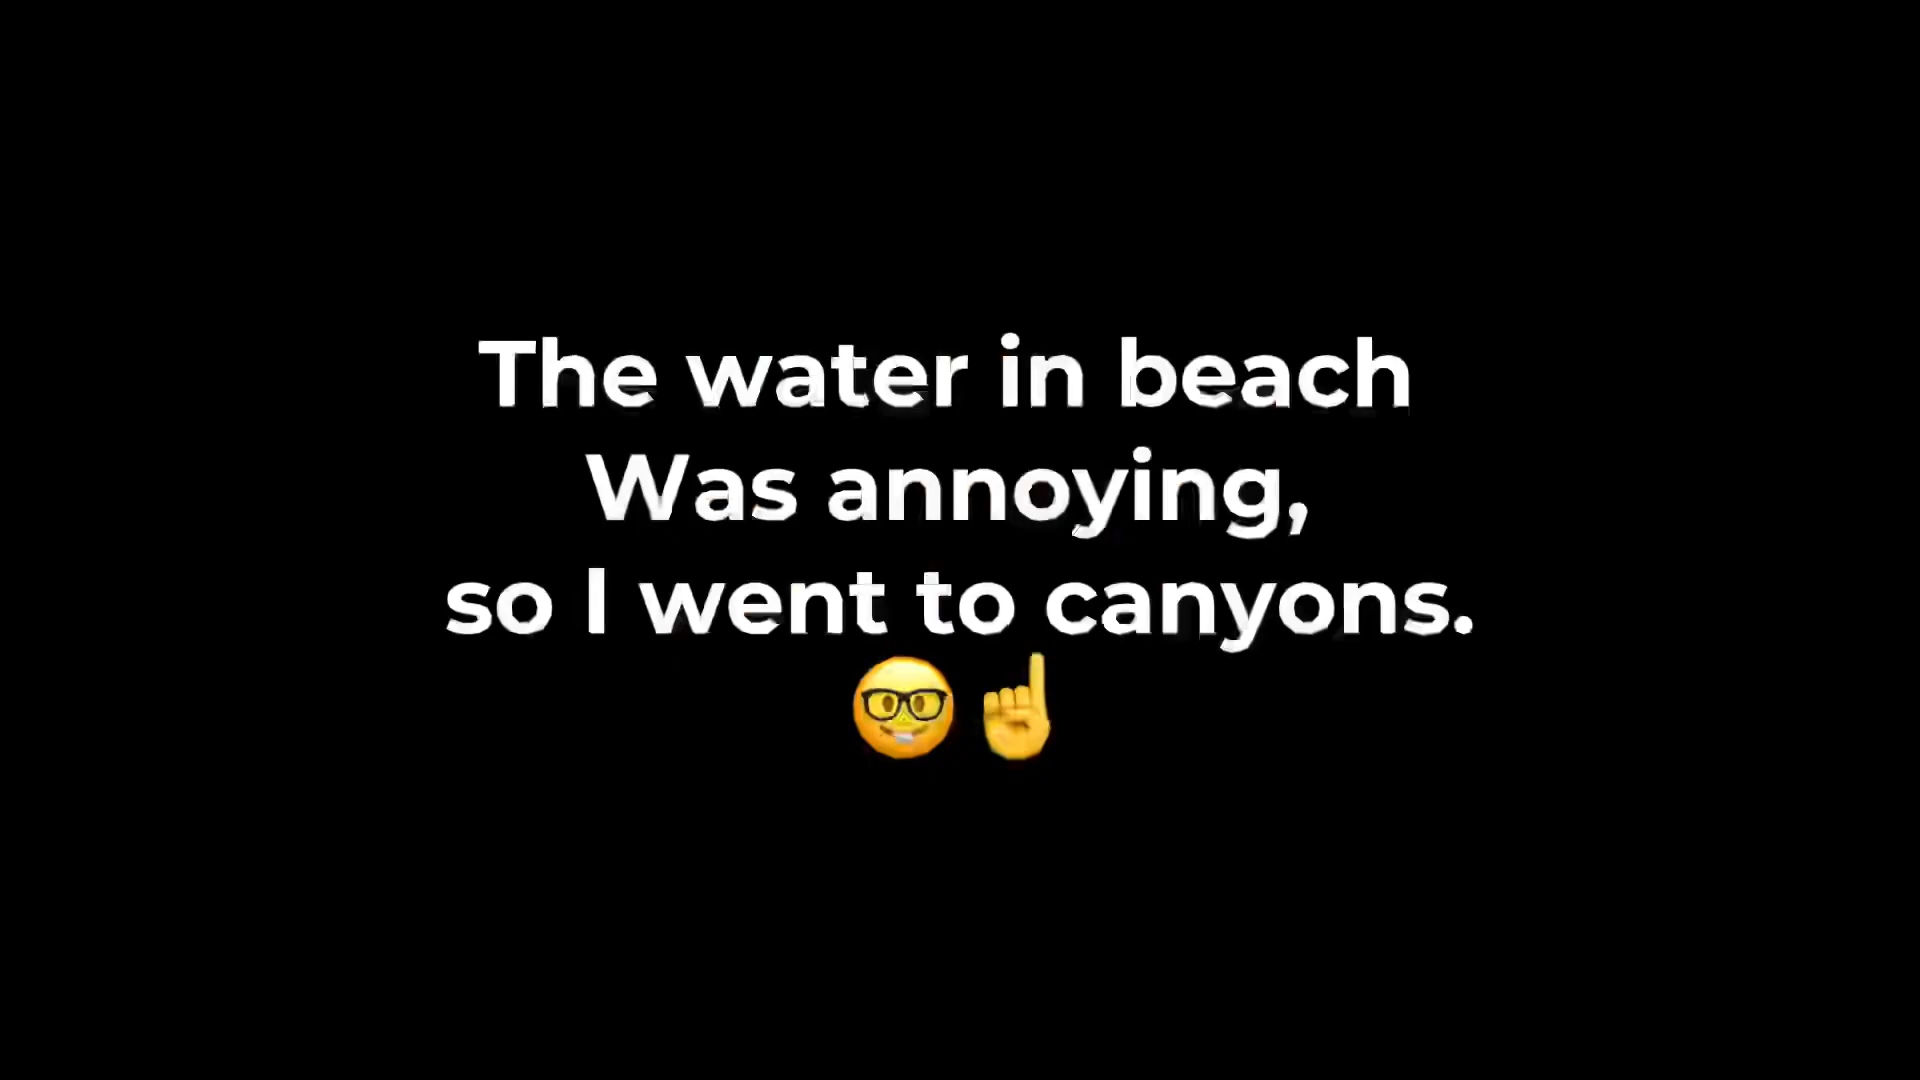 The water in beach
Was annoying,
so I went to canyons.
🤓☝️